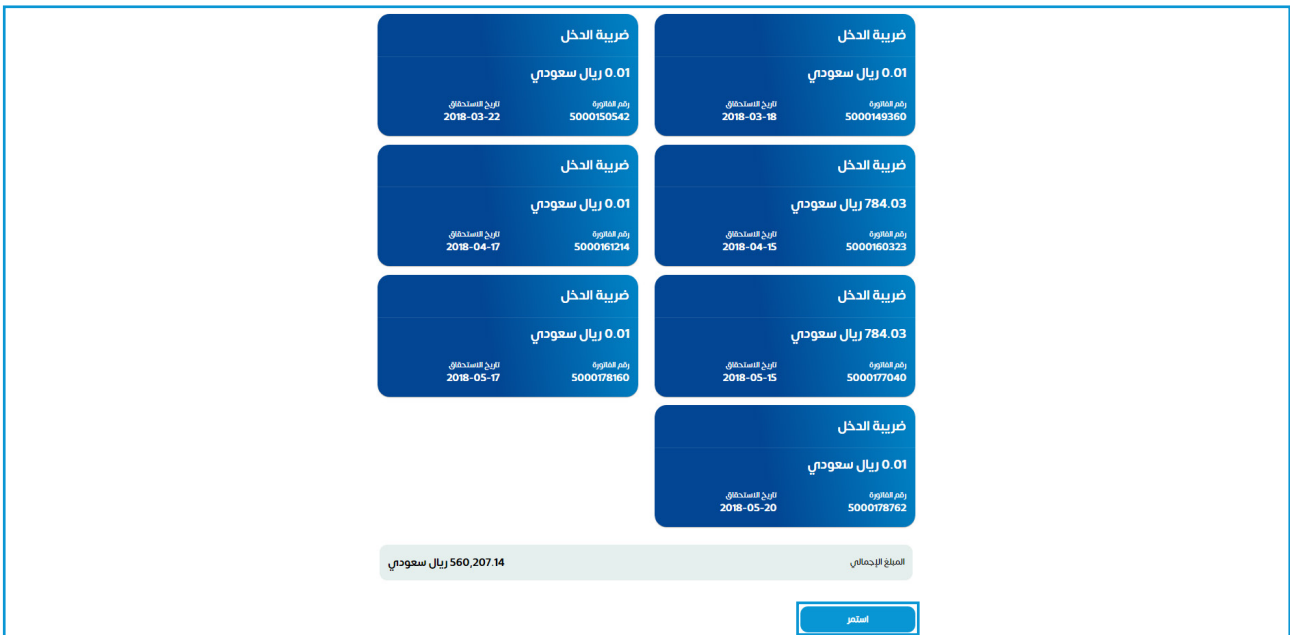 ضريبة الدخل
0.01 ريال سعودي
رقم الفاتورة تاريخ الاستحقاق
5000149360 2018-03-18
ضريبة الدخل
0.01 ريال سعودي
رقم الفاتورة تاريخ الاستحقاق
5000150542 2018-03-22
ضريبة الدخل
784.03 ريال سعودي
رقم الفاتورة تاريخ الاستحقاق
5000160323 2018-04-15
ضريبة الدخل
0.01 ريال سعودي
رقم الفاتورة تاريخ الاستحقاق
5000161214 2018-04-17
ضريبة الدخل
784.03 ريال سعودي
رقم الفاتورة تاريخ الاستحقاق
5000177040 2018-05-15
ضريبة الدخل
0.01 ريال سعودي
رقم الفاتورة تاريخ الاستحقاق
5000178160 2018-05-17
ضريبة الدخل
0.01 ريال سعودي
رقم الفاتورة تاريخ الاستحقاق
5000178762 2018-05-20
المبلغ الإجمالي 560,207.14 ريال سعودي
استمر